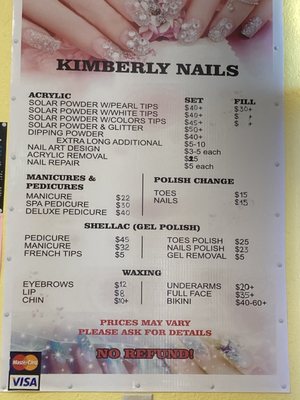 KIMBERLY NAILS
ACRYLIC SET FILL
SOLAR POWDER W/PEARL TIPS $40+ $30+
SOLAR POWDER W/WHITE TIPS $40+ $ +
SOLAR POWDER W/COLORS TIPS $45+ $ +
SOLAR POWDER & GLITTER $50+
DIPPING POWDER $40+
EXTRA LONG ADDITIONAL $5-10
NAIL ART DESIGN $3-5 each
ACRYLIC REMOVAL
NAIL REPAIR $5 each
MANICURES &
PEDICURES
MANICURE $22
SPA PEDICURE $30
DELUXE PEDICURE $40
POLISH CHANGE
TOES $15
NAILS $15
SHELLAC (GEL POLISH)
PEDICURE $45
MANICURE $32
FRENCH TIPS $5
TOES POLISH $25
NAILS POLISH $23
GEL REMOVAL $5
WAXING
EYEBROWS $12
LIP $8
CHIN $10+
UNDERARMS $20+
FULL FACE $35+
BIKINI $40-60+
PRICES MAY VARY
PLEASE ASK FOR DETAILS
NO REFUND!
MasterCard
VISA